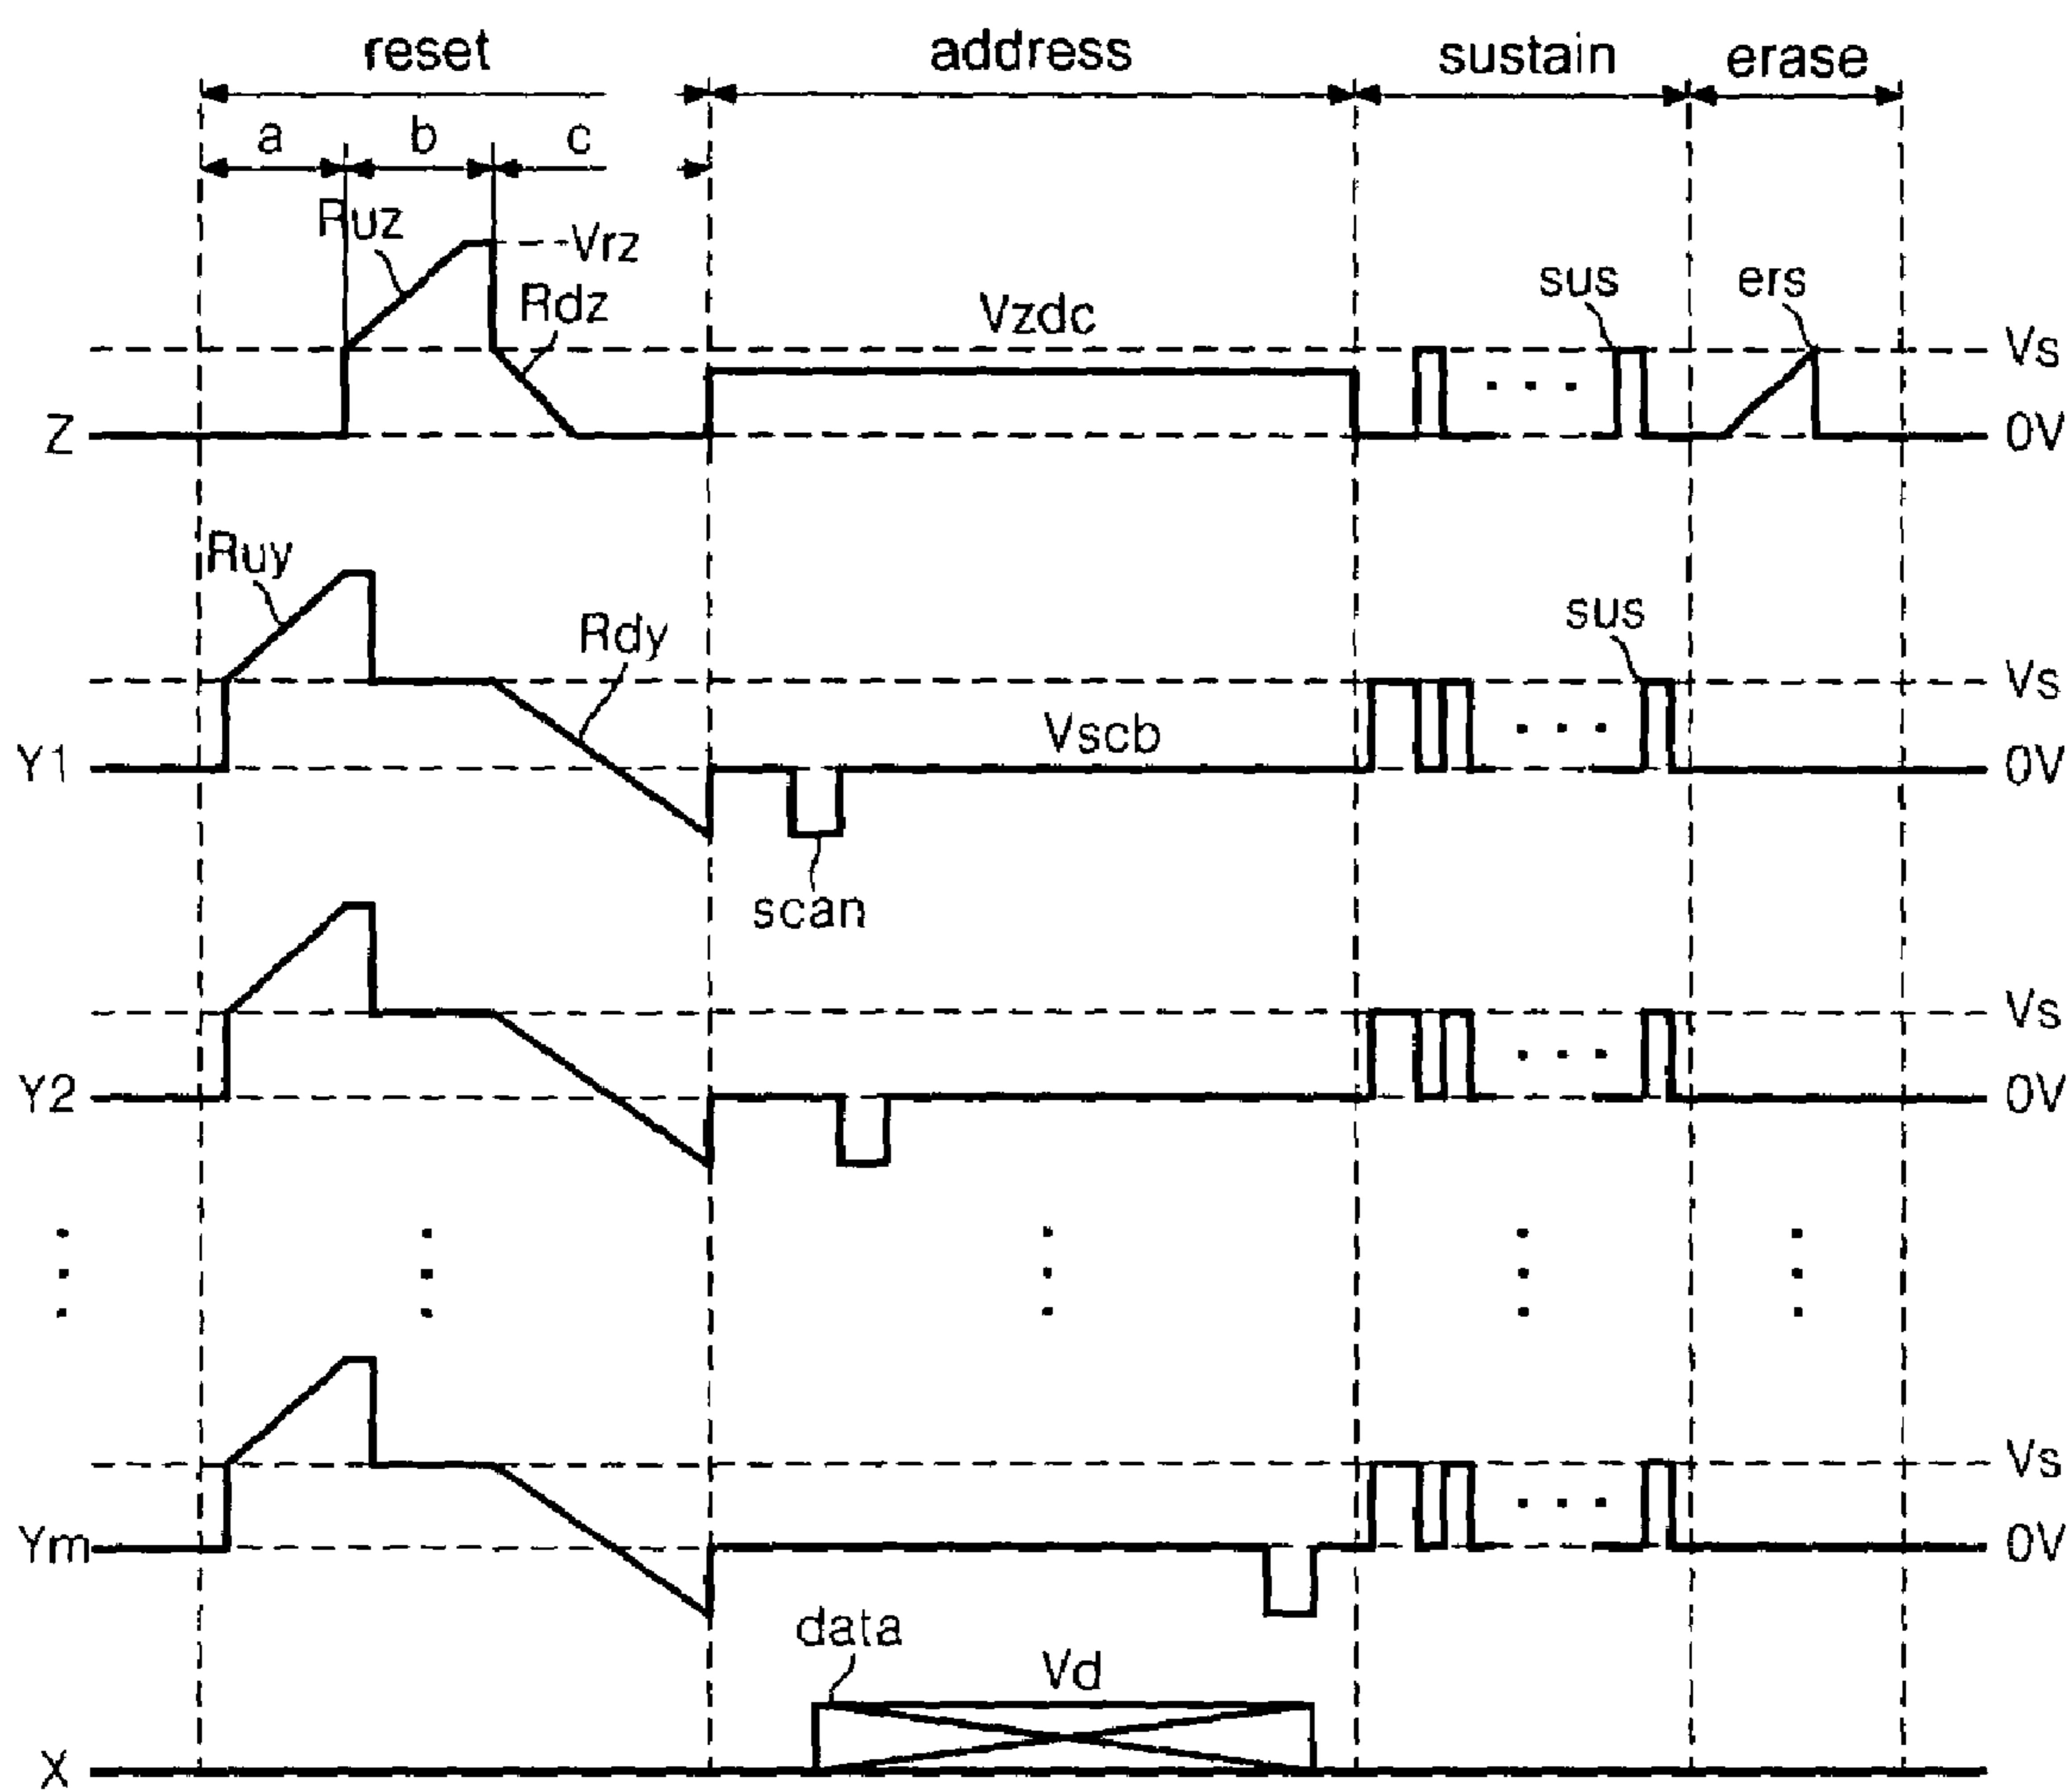 reset address sustain erase
a b c
Ruz Vrz
Rdz Vzdc sus ers
Vs
Z 0V
Ruy
Rdy sus
Vs
Vscb
Y1 0V
scan
Vs
Y2 0V
Vs
Ym 0V
data
Vd
X